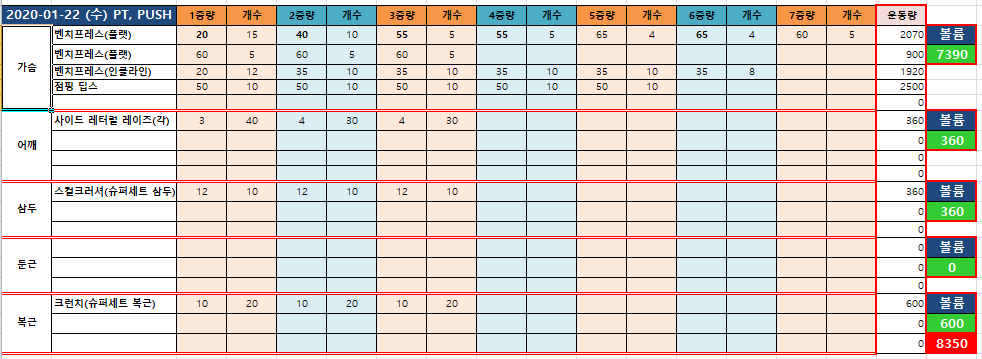 2020-01-22 (수) PT, PUSH 1중량 개수 2중량 개수 3중량 개수 4중량 개수 5중량 개수 6중량 개수 7중량 개수 운동량
가슴 벤치프레스(플랫) 20 15 40 10 55 5 55 5 65 4 65 4 60 5 2070 볼륨
벤치프레스(플랫) 60 5 60 5 60 5 900 7390
벤치프레스(인클라인) 20 12 35 10 35 10 35 10 35 10 35 8 1920
점핑 딥스 50 10 50 10 50 10 50 10 50 10 2500
0
어깨 사이드 레터럴 레이즈(각) 3 40 4 30 4 30 360 볼륨
0 360
0
0
삼두 스컬크러셔(슈퍼세트 삼두) 12 10 12 10 12 10 360 볼륨
0 360
0
둔근 0 볼륨
0 0
0
복근 크런치(슈퍼세트 복근) 10 20 10 20 10 20 600 볼륨
0 600
0 8350